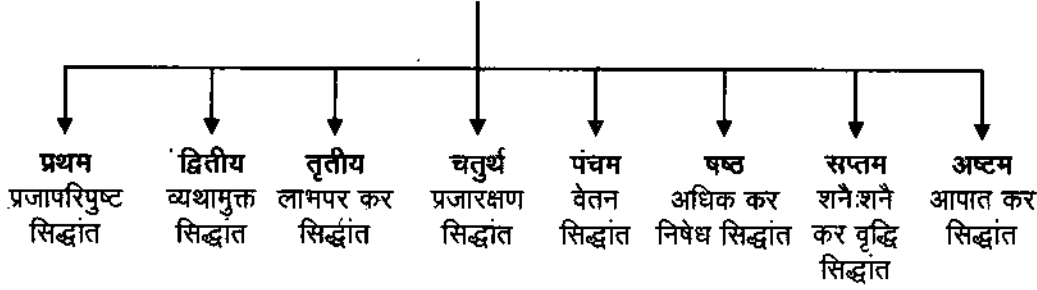 प्रथम द्वितीय तृतीय चतुर्थ पंचम षष्ठ सप्तम अष्टम
प्रजापरिपुष्ट व्यथामुक्त लाभपर कर प्रजारक्षण वेतन अधिक कर शनैःशनै आपात कर
सिद्धांत सिद्धांत सिद्धांत सिद्धांत सिद्धांत निषेध सिद्धांत कर वृद्धि सिद्धांत
सिद्धांत